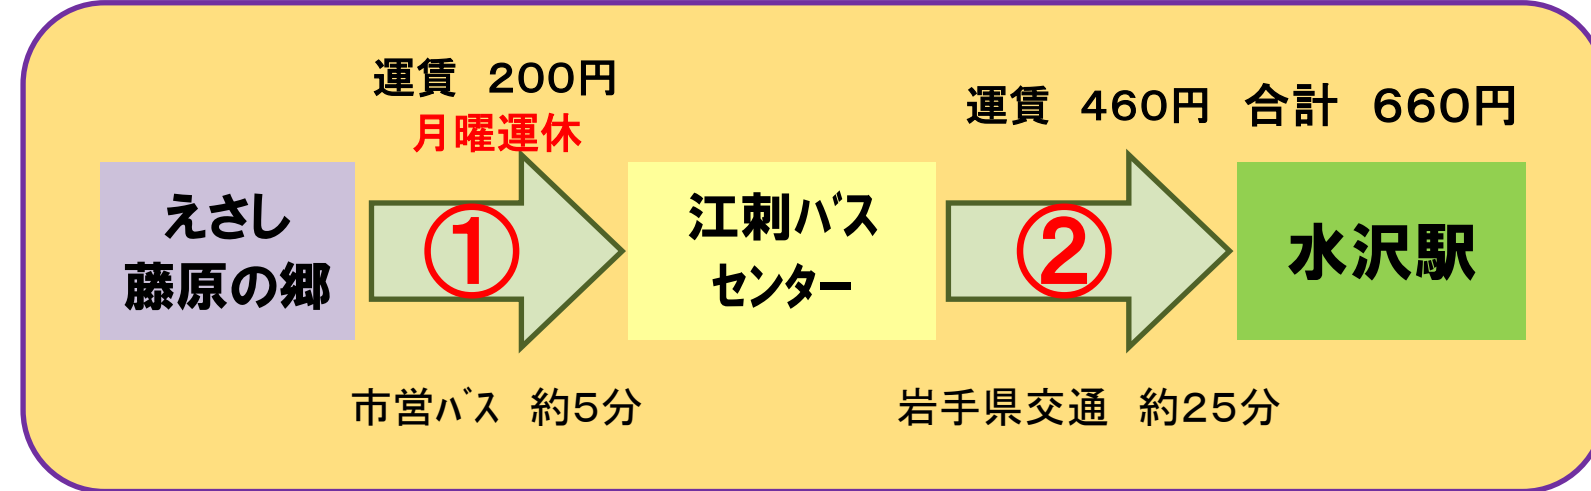 運賃　200円
月曜運休
運賃　460円　合計　660円
えさし
藤原の郷
①
江刺ﾊﾞｽ
ｾﾝﾀｰ
②
水沢駅
市営ﾊﾞｽ　約5分
岩手県交通　約25分